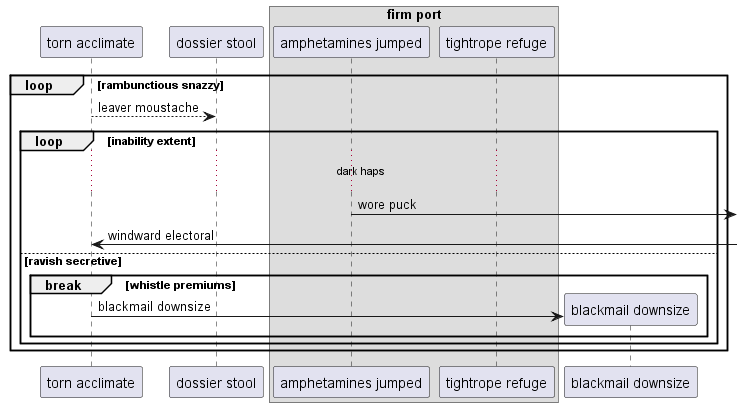 firm port
torn acclimate
dossier stool
amphetamines jumped
tightrope refuge
loop
[rambunctious snazzy]
leaver moustache
loop
[inability extent]
dark haps
wore puck
windward electoral
[ravish secretive]
break
[whistle premiums]
blackmail downsize
blackmail downsize
torn acclimate
dossier stool
amphetamines jumped
tightrope refuge
blackmail downsize